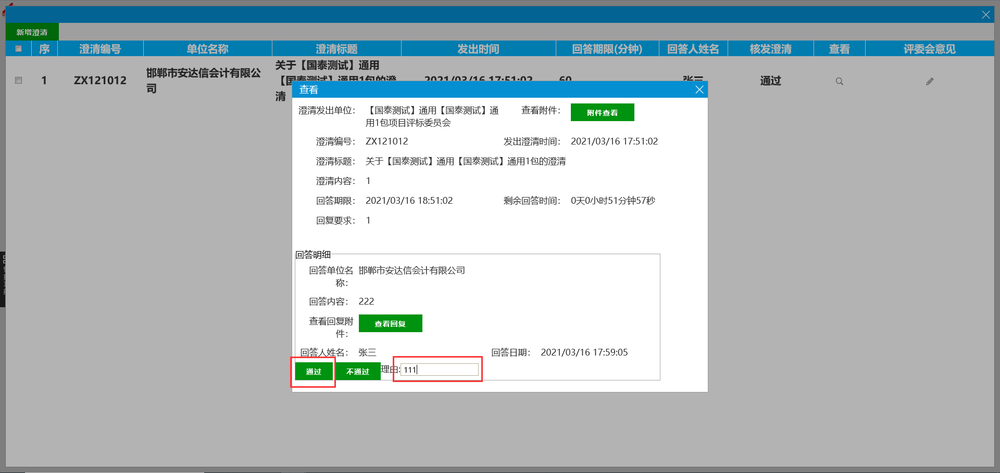 新增澄清
序 澄清编号 单位名称 澄清标题 发出时间 回答期限(分钟) 回答人姓名 核发澄清 查看 评委会意见
1 ZX121012 邯郸市安达信会计有限公
司
关于【国泰测试】通用
【国泰测试】通用1包的澄
清
2021/03/16 17:51:02 60 张三 通过
查看
澄清发出单位： 【国泰测试】通用【国泰测试】通 查看附件： 附件查看
用1包项目评标委员会
澄清编号： ZX121012 发出澄清时间： 2021/03/16 17:51:02
澄清标题： 关于【国泰测试】通用【国泰测试】通用1包的澄清
澄清内容： 1
回答期限： 2021/03/16 18:51:02 剩余回答时间： 0天0小时51分钟57秒
回复要求： 1
回答明细
回答单位名 邯郸市安达信会计有限公司
称：
回答内容： 222
查看回复附 查看回复
件：
回答人姓名： 张三 回答日期： 2021/03/16 17:59:05
通过 不通过 理由: 111